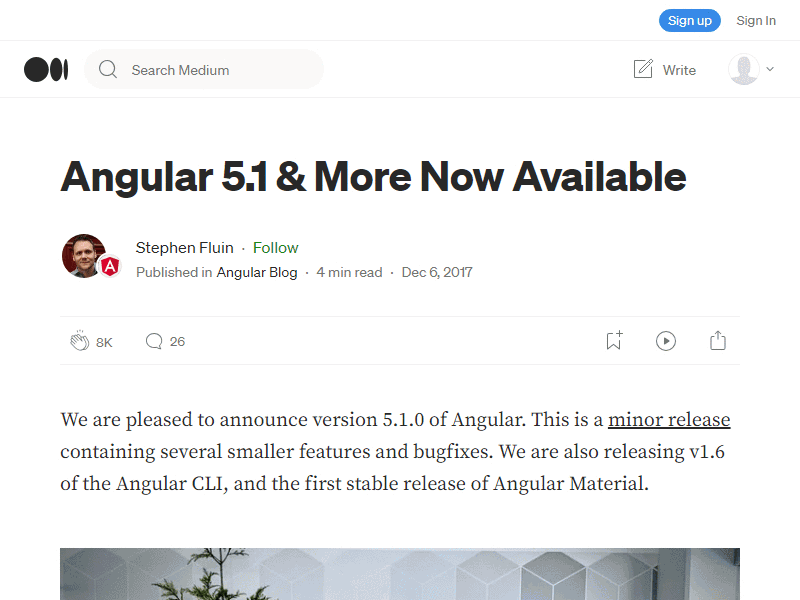 Sign up Sign In
Search Medium Write
Angular 5.1 & More Now Available
Stephen Fluin · Follow
Published in Angular Blog · 4 min read · Dec 6, 2017
8K 26
We are pleased to announce version 5.1.0 of Angular. This is a minor release
containing several smaller features and bugfixes. We are also releasing v1.6
of the Angular CLI, and the first stable release of Angular Material.